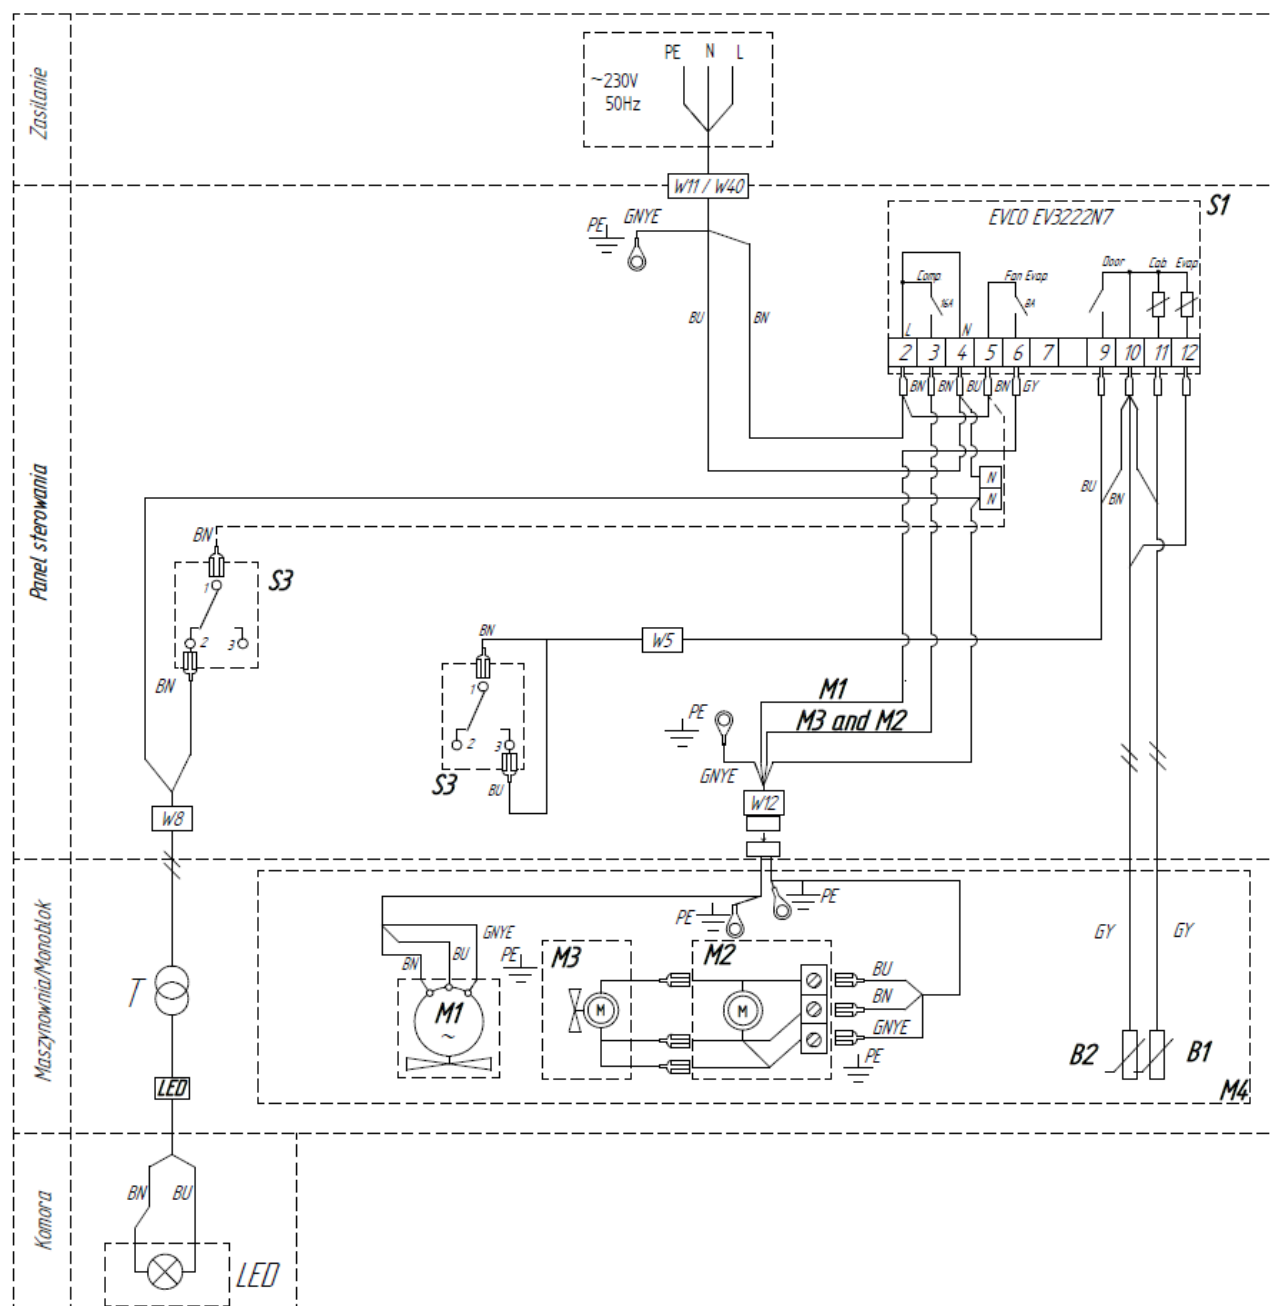 Zasilanie
PE N L
~230V
50Hz
W11 / W40
S1
EVCO EV3222N7
PE
GNYE
Door Cab Evap
Comp Fan Evap
16A 8A
L N
2 3 4 5 6 7 9 10 11 12
BU
BN
BN BN BU BN GY
N
N
BU
BN
Panel sterowania
BN
S3
1
2
3
BN
BN
W5
1
2
3
S3
BU
M1
M3 and M2
PE
GNYE
W12
W8
Maszynownia/Monoblok
PE
PE
GNYE
BU
BN
PE
M3
M2
BU
BN
GNYE
PE
M
M
M1
~
T
LED
GY
GY
B2
B1
M4
Komora
BN
BU
LED